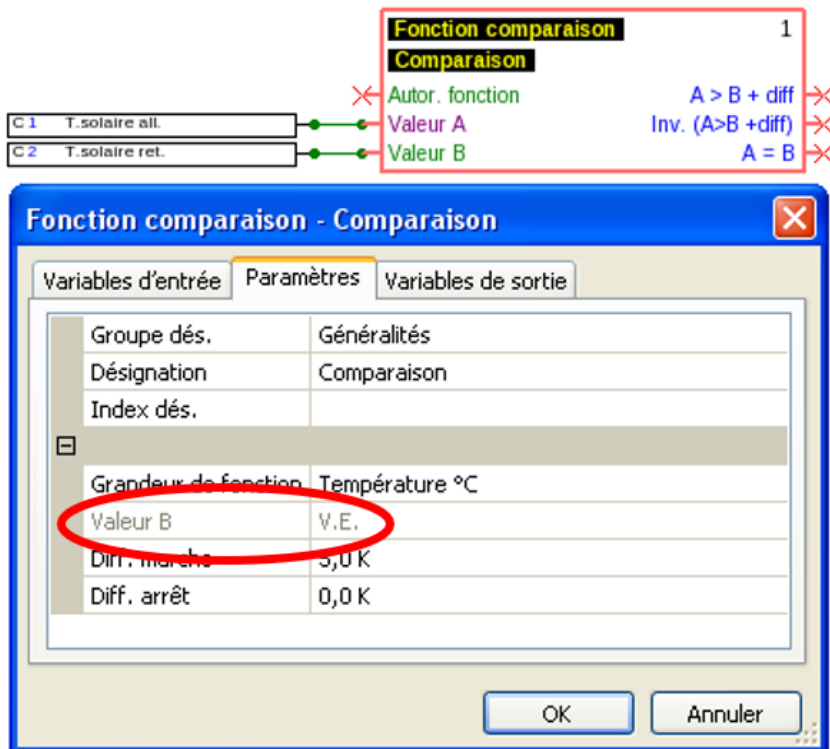 Fonction comparaison 1
Comparaison
Autor. fonction A > B + diff
C 1 T.solaire all. Valeur A Inv. (A>B +diff)
C 2 T.solaire ret. Valeur B A = B
Fonction comparaison - Comparaison
Variables d'entrée Paramètres Variables de sortie
Groupe dés. Généralités
Désignation Comparaison
Index dés.
Grandeur de fonction Température °C
Valeur B V.E.
Diff. marche 5,0 K
Diff. arrêt 0,0 K
OK Annuler